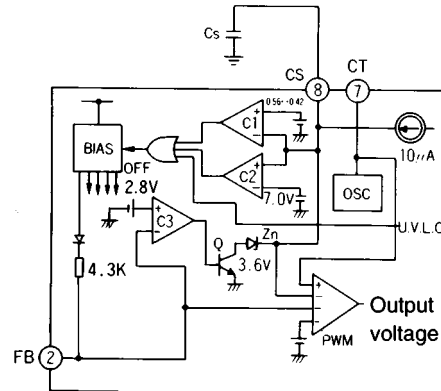 Cs
CS
CT
8
7
0.56··0.42
+
C1
−
BIAS
OFF
+
C2
−
7.0V
10μA
OSC
2.8V
+
C3
−
U.V.L.O
Q
Zn
3.6V
4.3K
+
−
−
−
PWM
Output
voltage
FB
2